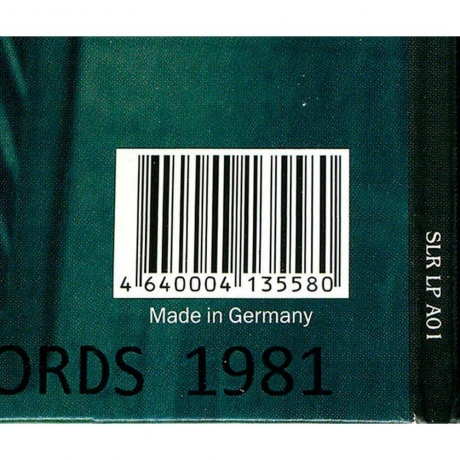 4 640004 135580
Made in Germany
ORDS 1981
SLR LP A01